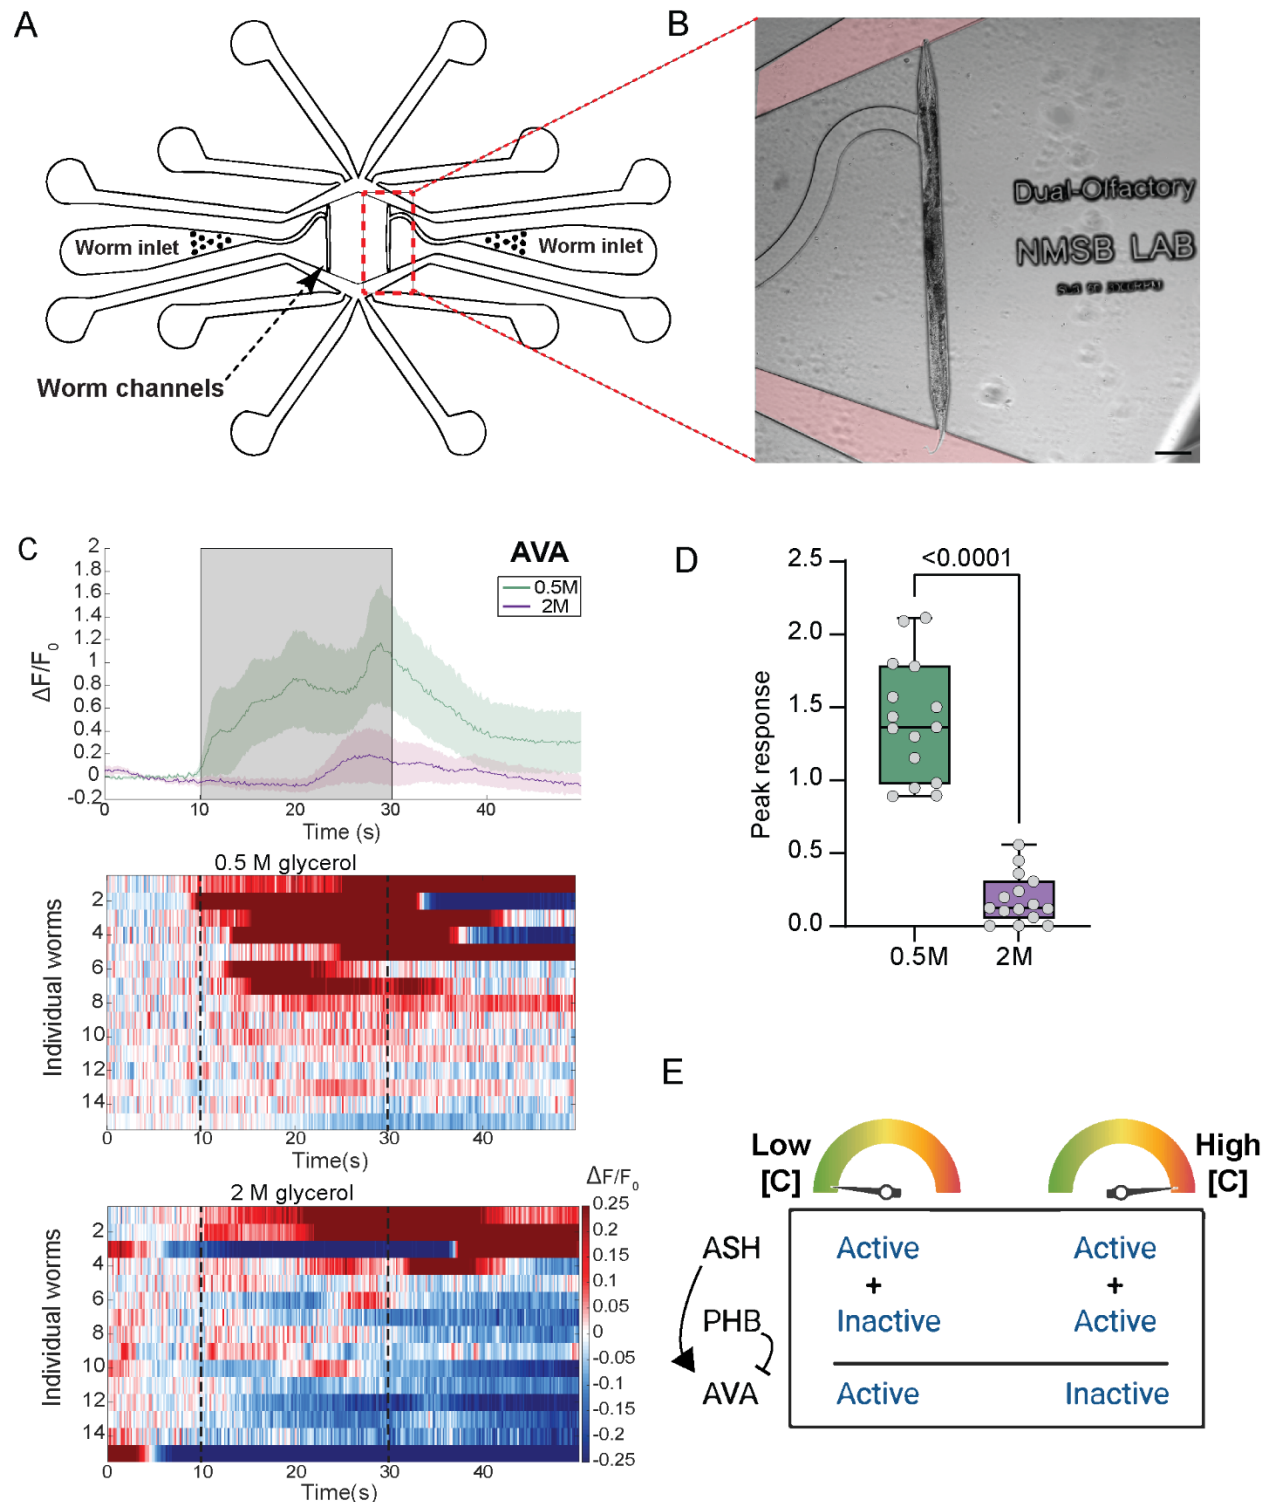 A
B
Worm inlet
Worm inlet
Worm channels
Dual-Olfactory
NMSB LAB
C
AVA
0.5M
2M
2
1.8
1.6
1.4
1.2
1
0.8
0.6
0.4
0.2
0
-0.2
ΔF/F0
0
10
20
30
40
Time (s)
0.5 M glycerol
Individual worms
2
4
6
8
10
12
14
0
10
20
30
40
Time(s)
2 M glycerol
Individual worms
2
4
6
8
10
12
14
0
10
20
30
40
Time(s)
ΔF/F0
0.25
0.2
0.15
0.1
0.05
0
-0.05
-0.1
-0.15
-0.2
-0.25
D
<0.0001
Peak response
2.5
2.0
1.5
1.0
0.5
0.0
0.5M
2M
E
Low [C]
High [C]
ASH
Active
Active
+
+
PHB
Inactive
Active
AVA
Active
Inactive